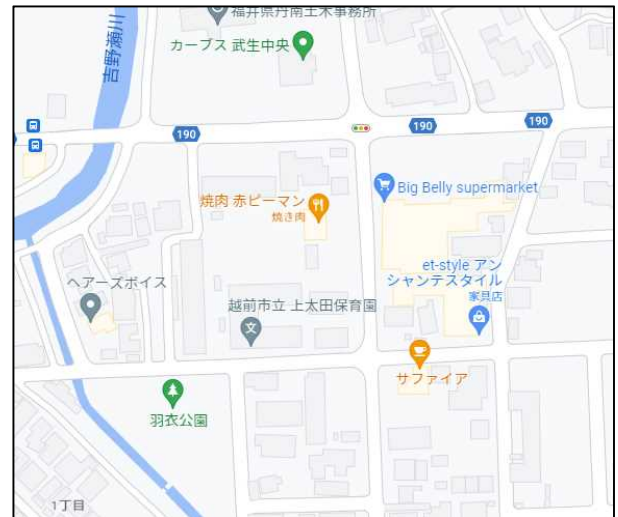 福井県丹南土木事務所
カーブス 武生中央
吉野瀬川
190
190
190
焼肉 赤ピーマン
焼き肉
Big Belly supermarket
et-style アン
シャンテスタイル
家具店
ヘアーズボイス
越前市立 上太田保育園
文
サファイア
羽衣公園
1丁目